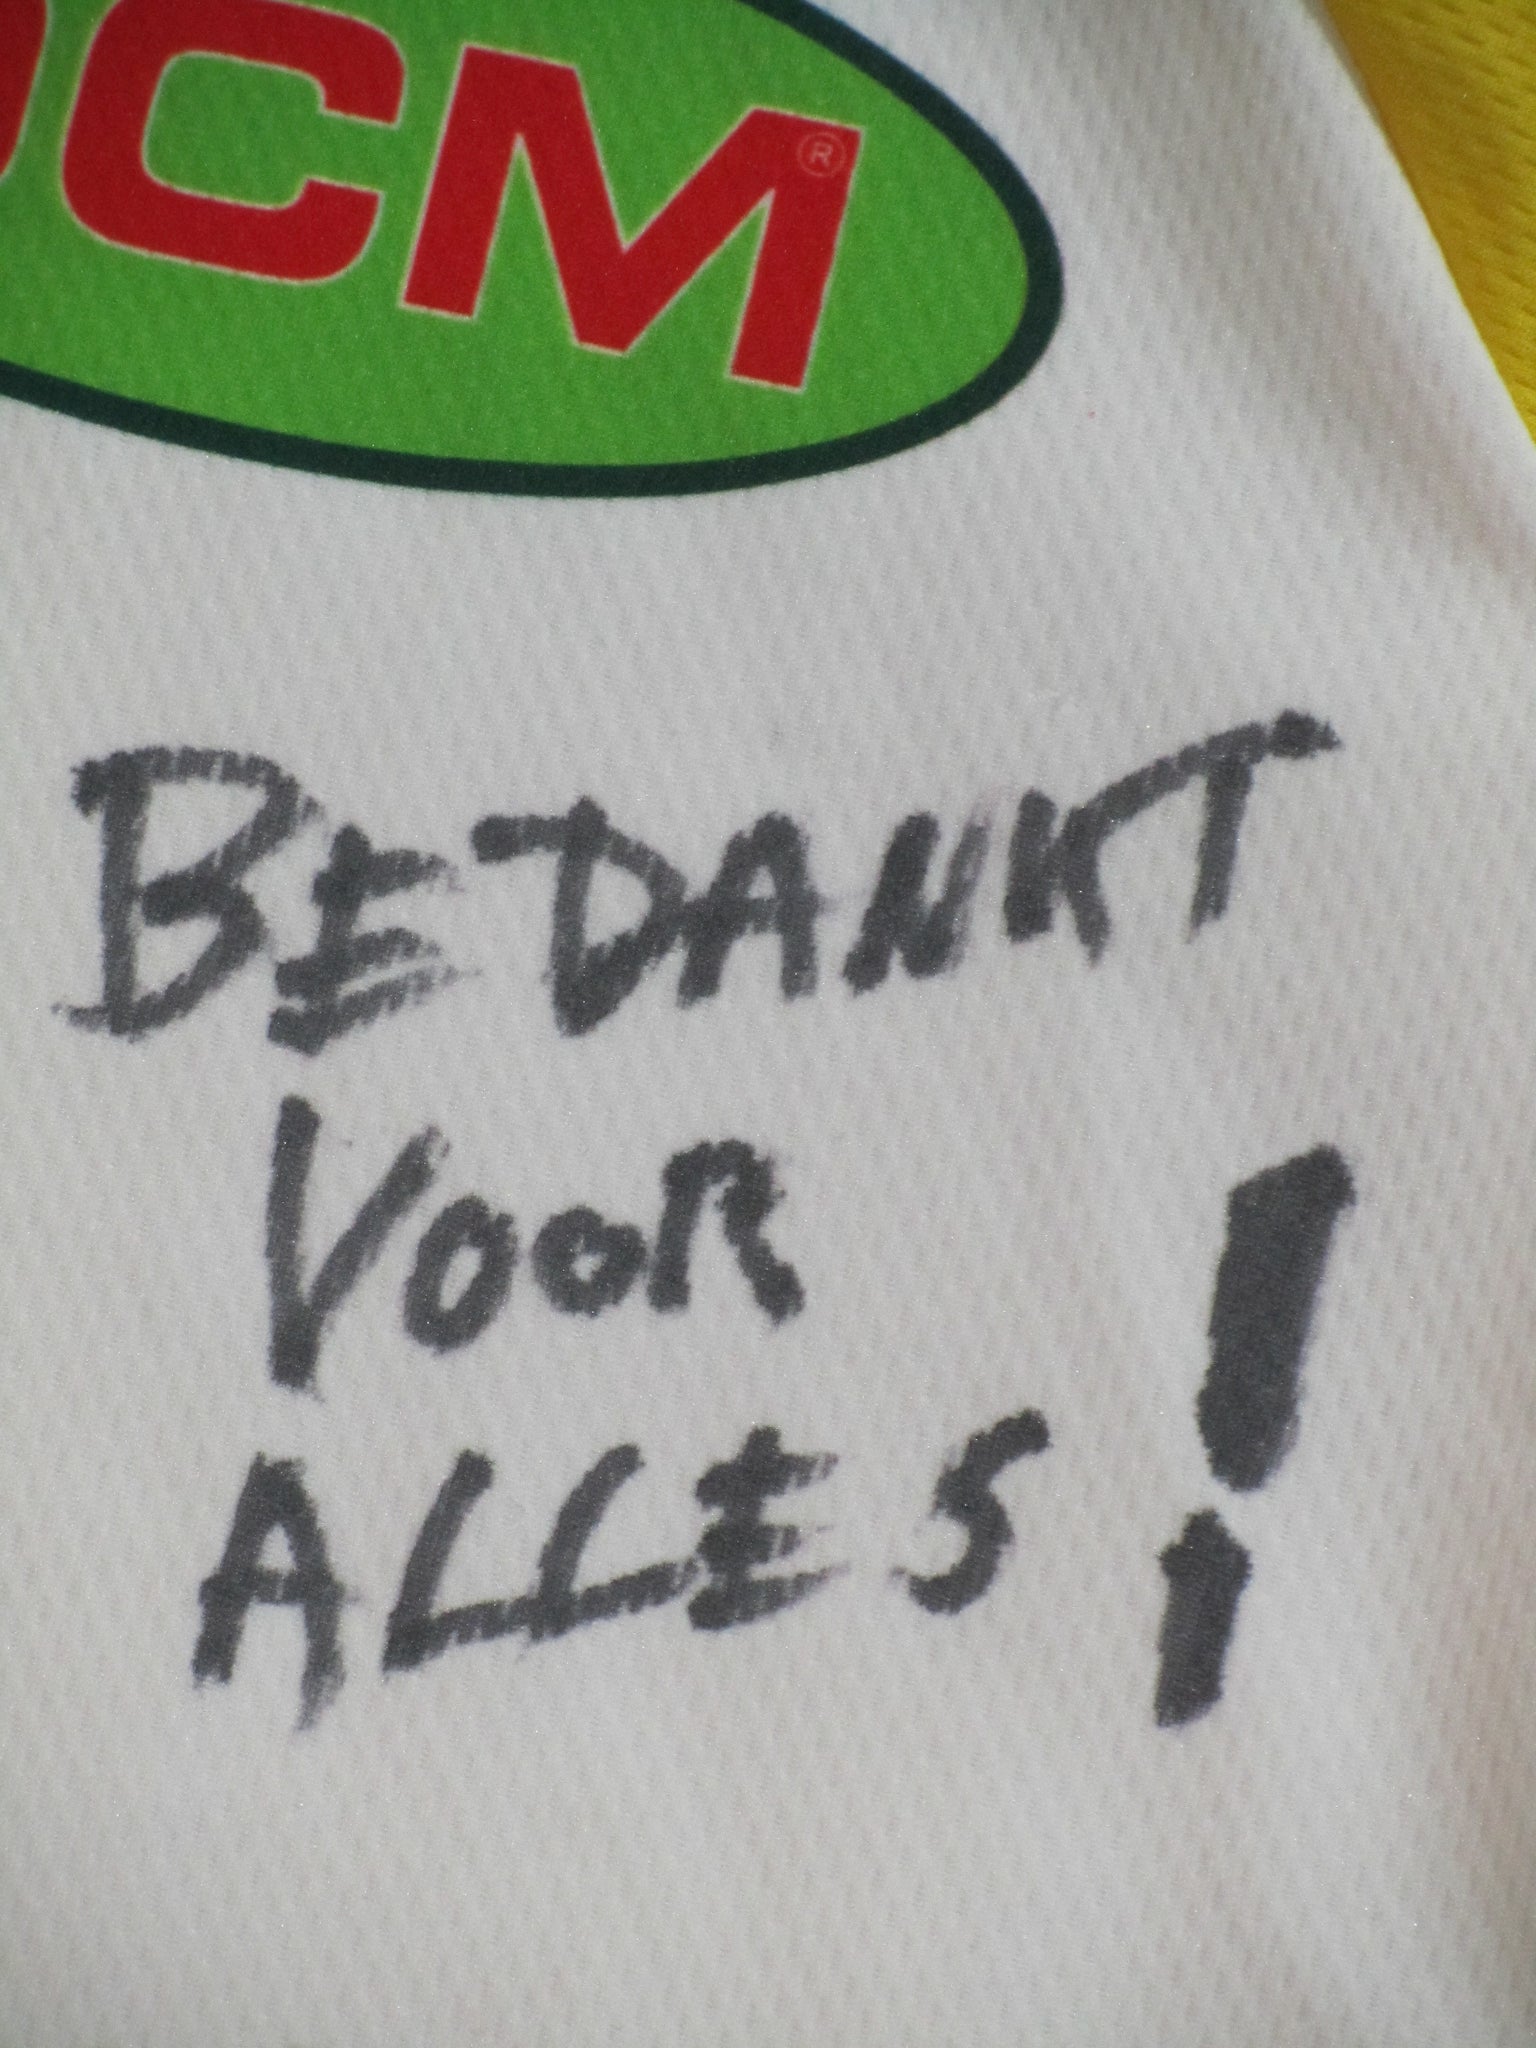 DCM®
BEDANKT
VOOR
ALLES !